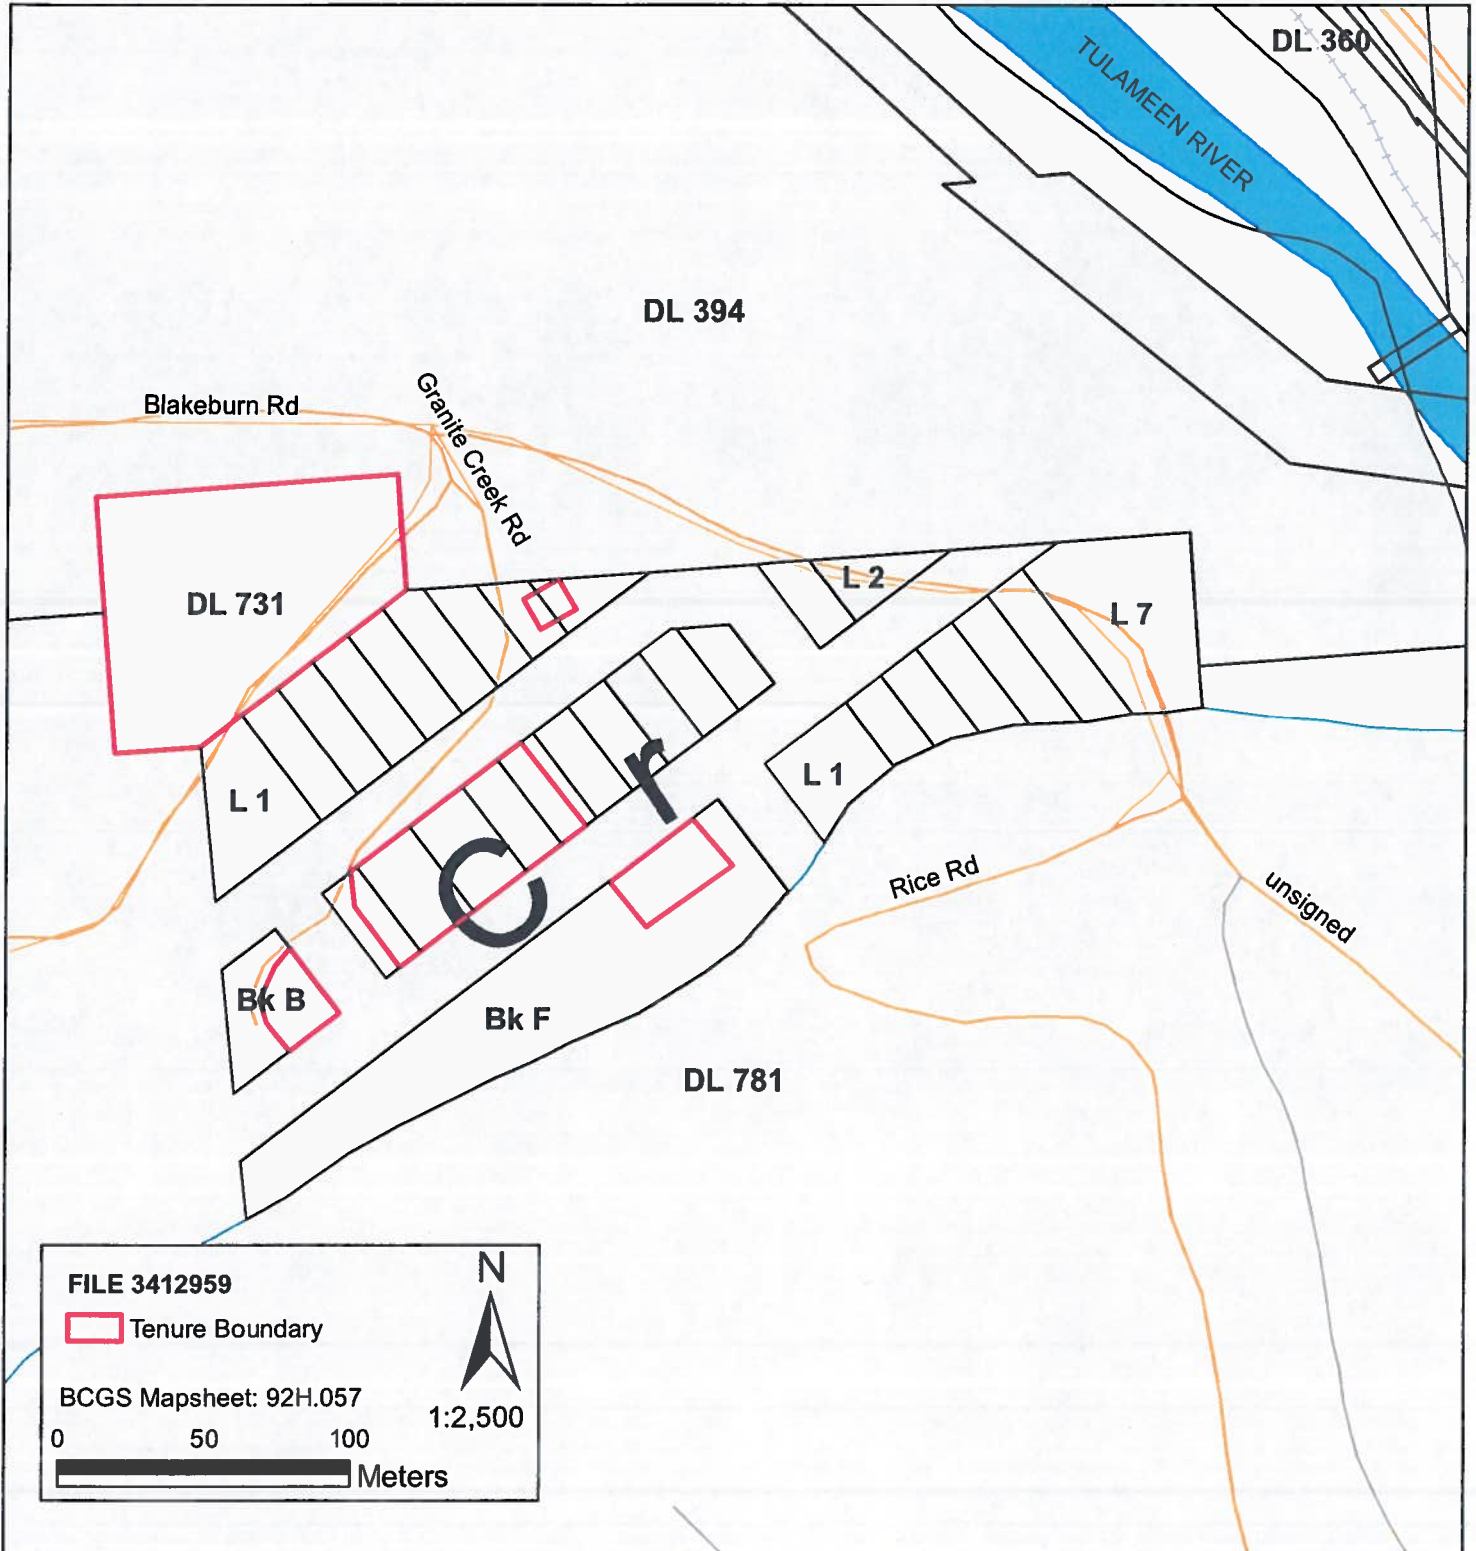 DL 360
TULAMEEN RIVER
DL 394
Blakeburn Rd
Granite Creek Rd
L 2
DL 731
L 7
r
L 1
L 1
C
Rice Rd
unsigned
Bk B
Bk F
DL 781
FILE 3412959
N
Tenure Boundary
BCGS Mapsheet: 92H.057
1:2,500
0 50 100
Meters